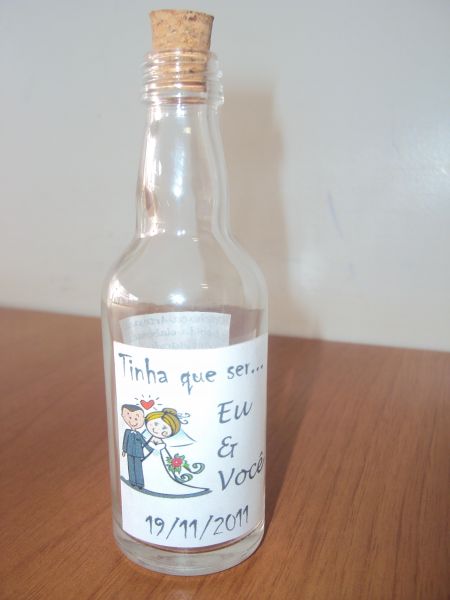 Tinha que ser...
Eu
&
Você
19/11/2011